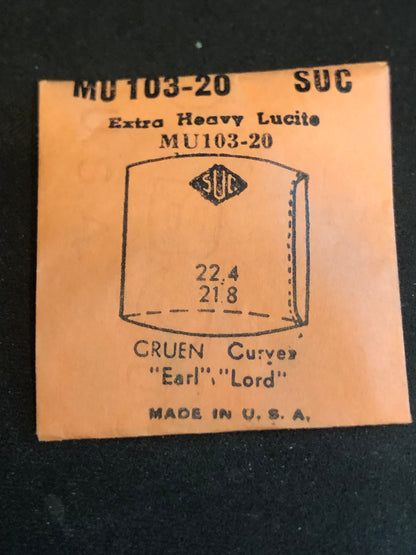 MU 103-20 SUC
Extra Heavy Lucite
MU103-20
SUC
22.4
21.8
GRUEN Curvex
"Earl", "Lord"
MADE IN U. S. A.